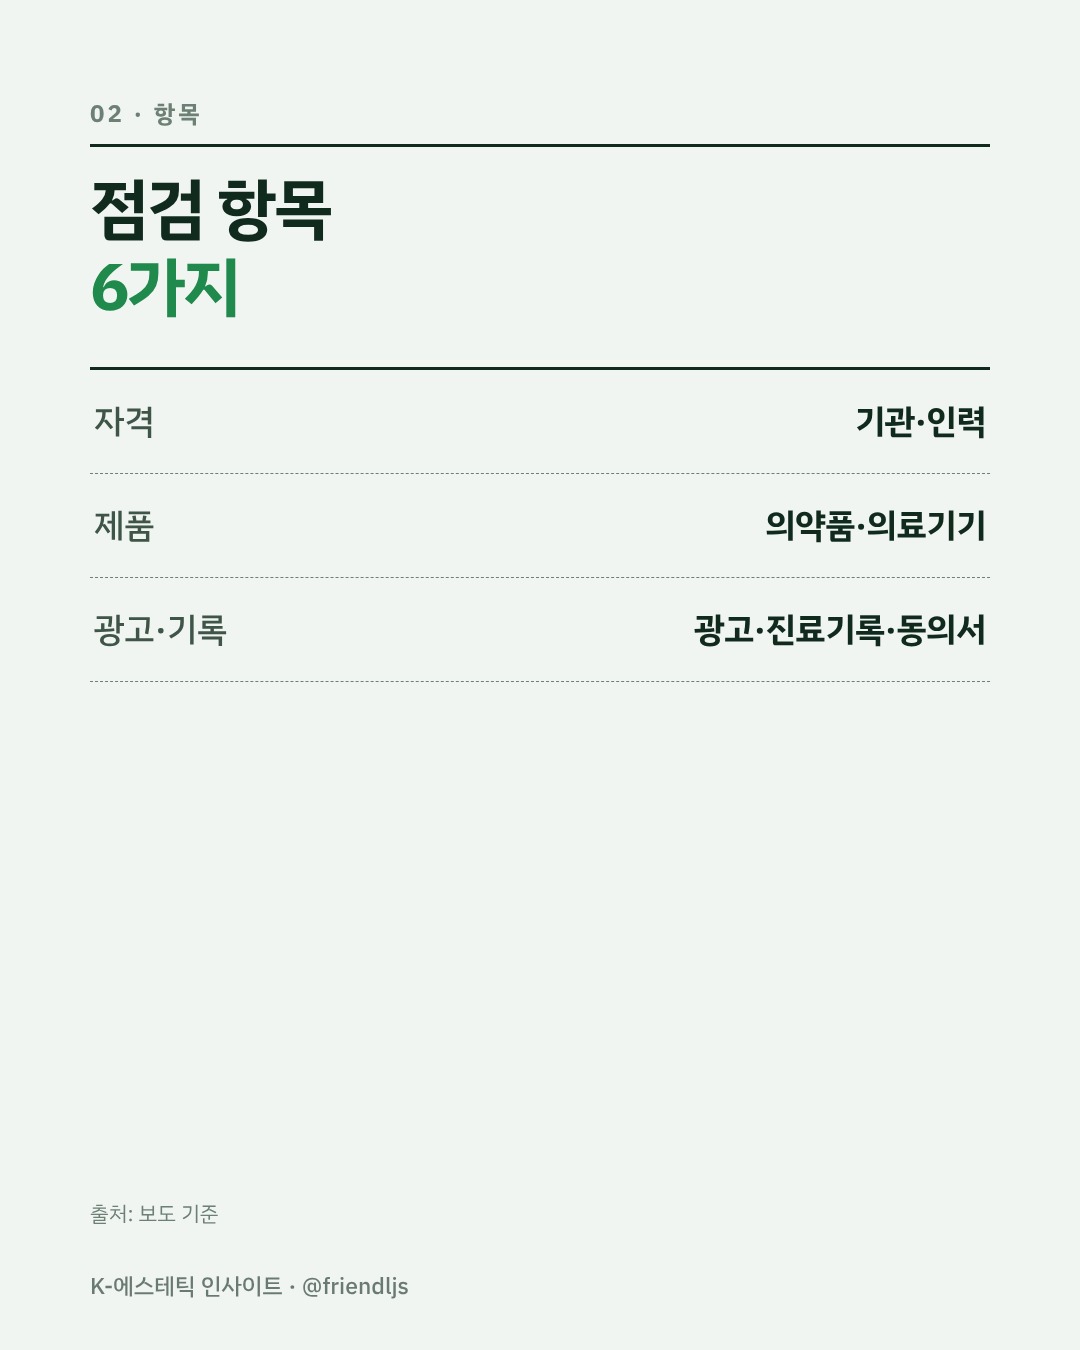 02 · 항목
점검 항목
6가지
자격 기관·인력
제품 의약품·의료기기
광고·기록 광고·진료기록·동의서
출처: 보도 기준
K-에스테틱 인사이트 · @friendljs